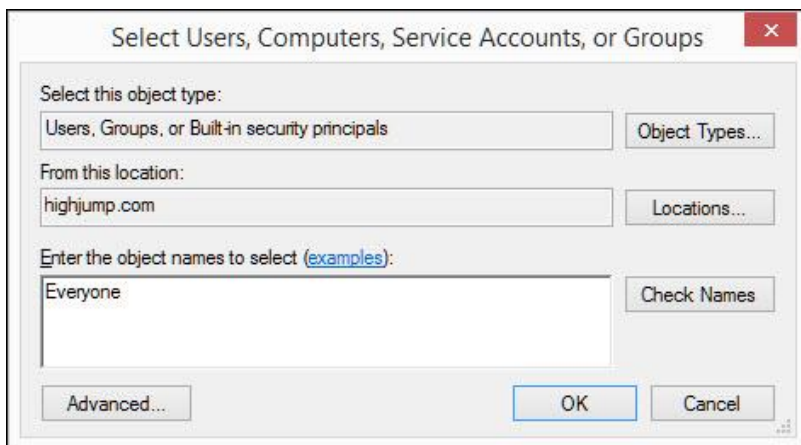 Select Users, Computers, Service Accounts, or Groups
Select this object type:
Users, Groups, or Built-in security principals
Object Types...
From this location:
highjump.com
Locations...
Enter the object names to select (examples):
Everyone
Check Names
Advanced...
OK
Cancel